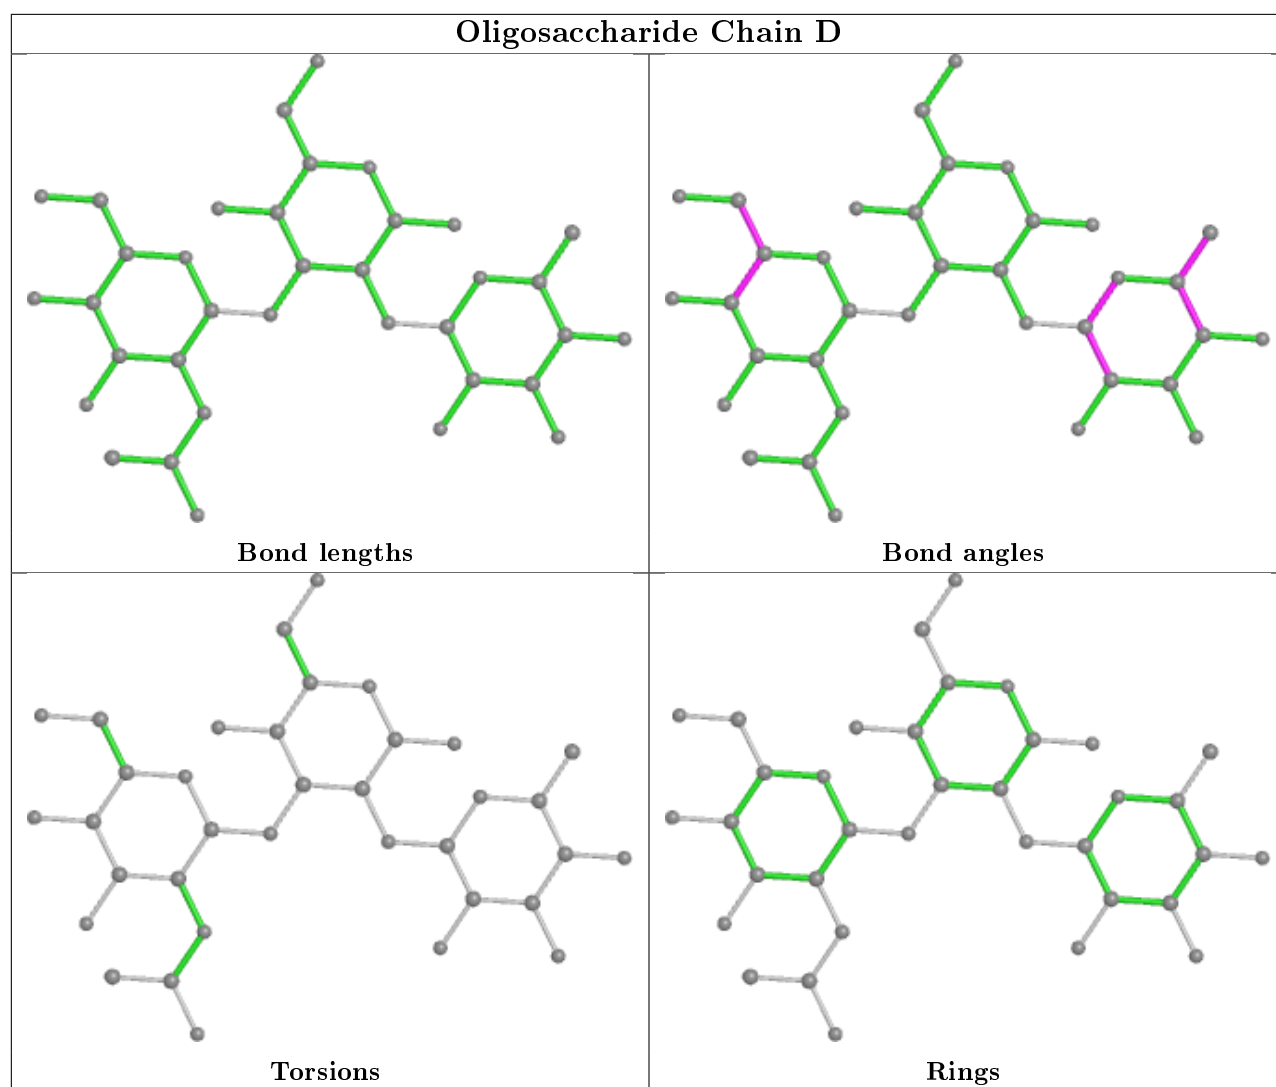 Oligosaccharide Chain D
Bond lengths
Bond angles
Torsions
Rings